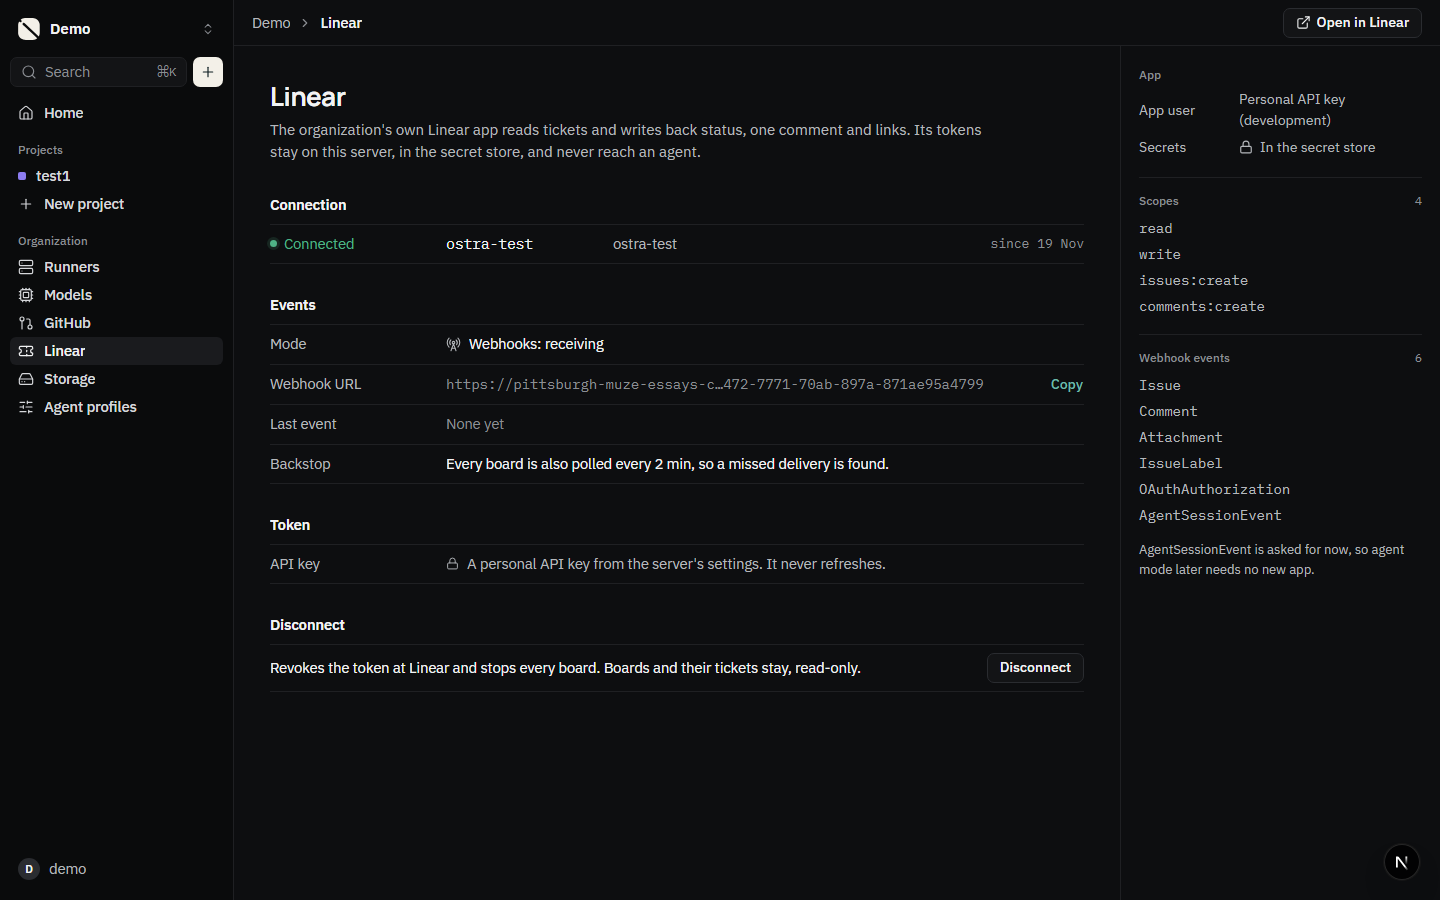 Demo
Search ⌘K
Home
Projects
test1
New project
Organization
Runners
Models
GitHub
Linear
Storage
Agent profiles
D demo
Demo > Linear
Open in Linear
Linear
The organization's own Linear app reads tickets and writes back status, one comment and links. Its tokens
stay on this server, in the secret store, and never reach an agent.
Connection
Connected ostra-test ostra-test since 19 Nov
Events
Mode Webhooks: receiving
Webhook URL https://pittsburgh-muze-essays-c…472-7771-70ab-897a-871ae95a4799 Copy
Last event None yet
Backstop Every board is also polled every 2 min, so a missed delivery is found.
Token
API key A personal API key from the server's settings. It never refreshes.
Disconnect
Revokes the token at Linear and stops every board. Boards and their tickets stay, read-only. Disconnect
App
App user Personal API key
(development)
Secrets In the secret store
Scopes 4
read
write
issues:create
comments:create
Webhook events 6
Issue
Comment
Attachment
IssueLabel
OAuthAuthorization
AgentSessionEvent
AgentSessionEvent is asked for now, so agent
mode later needs no new app.
N